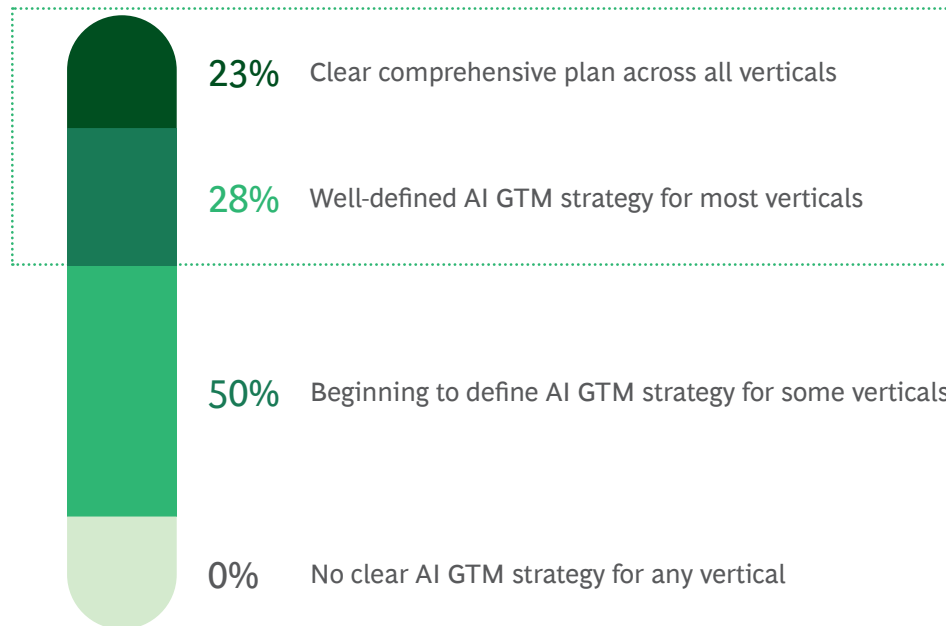 23% Clear comprehensive plan across all verticals
28% Well-defined AI GTM strategy for most verticals
50% Beginning to define AI GTM strategy for some verticals
0% No clear AI GTM strategy for any vertical